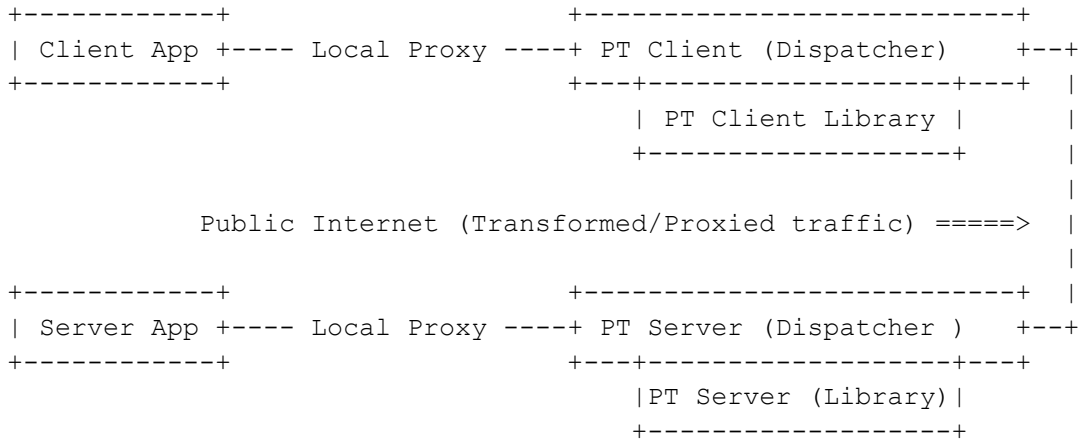 Client App ---- Local Proxy ---- PT Client (Dispatcher)
PT Client Library
Public Internet (Transformed/Proxied traffic) =====>
Server App ---- Local Proxy ---- PT Server (Dispatcher )
PT Server (Library)